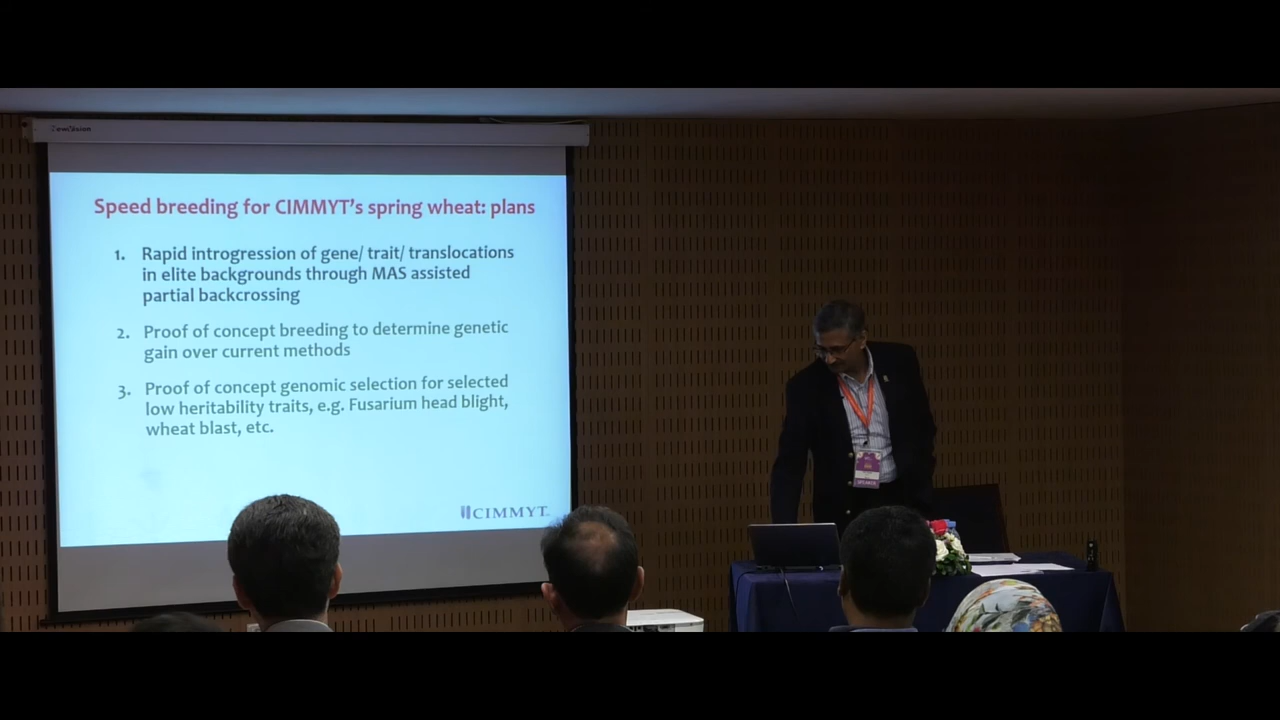 Speed breeding for CIMMYT's spring wheat: plans
1. Rapid introgression of gene/ trait/ translocations
in elite backgrounds through MAS assisted
partial backcrossing
2. Proof of concept breeding to determine genetic
gain over current methods
3. Proof of concept genomic selection for selected
low heritability traits, e.g. Fusarium head blight,
wheat blast, etc.
CIMMYT
SPEAKER